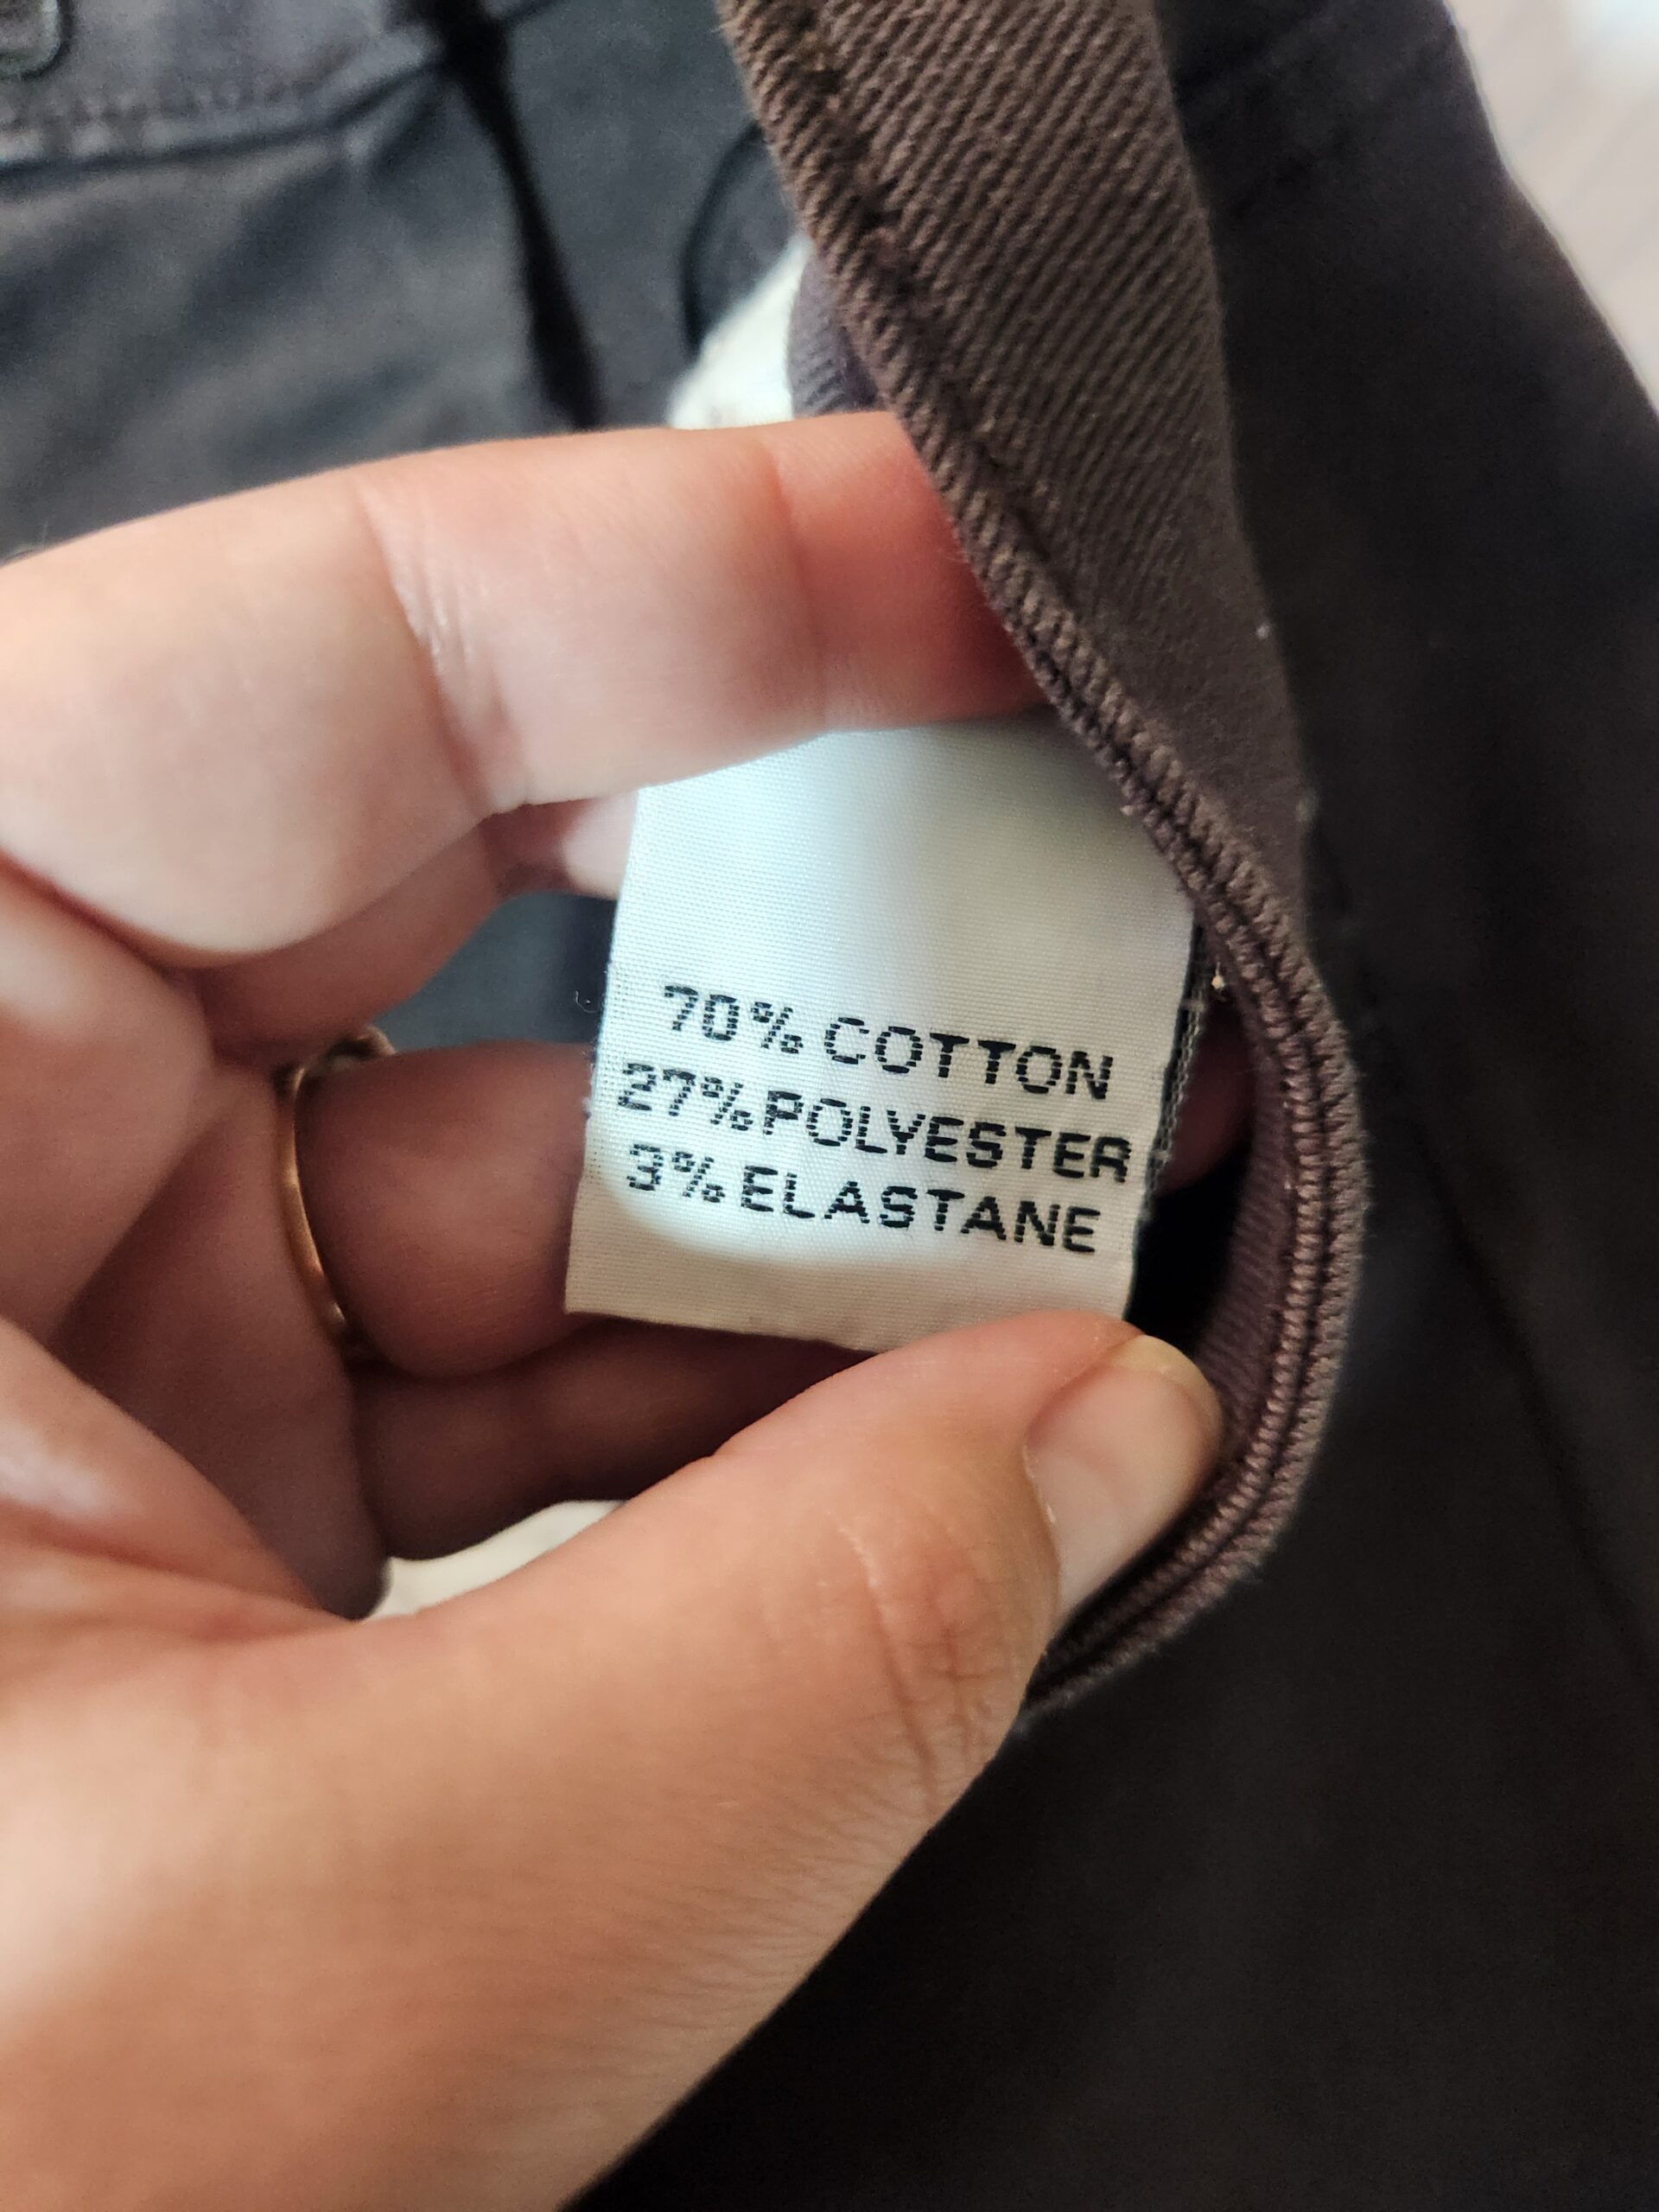 70% COTTON
27% POLYESTER
3% ELASTANE